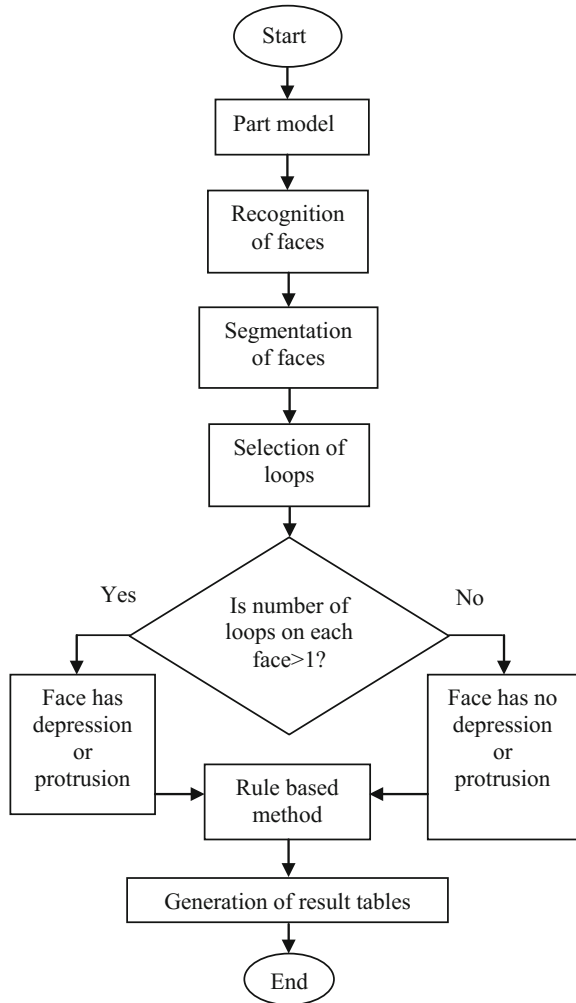 Start
Part model
Recognition
of faces
Segmentation
of faces
Selection of
loops
Yes
Is number of
loops on each
face>1?
No
Face has
depression
or
protrusion
Face has no
depression
or
protrusion
Rule based
method
Generation of result tables
End